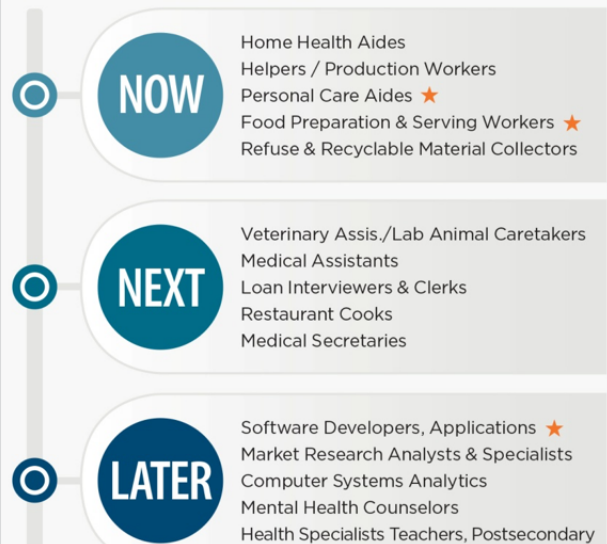 NOW
Home Health Aides
Helpers / Production Workers
Personal Care Aides ★
Food Preparation & Serving Workers ★
Refuse & Recyclable Material Collectors
NEXT
Veterinary Assis./Lab Animal Caretakers
Medical Assistants
Loan Interviewers & Clerks
Restaurant Cooks
Medical Secretaries
LATER
Software Developers, Applications ★
Market Research Analysts & Specialists
Computer Systems Analytics
Mental Health Counselors
Health Specialists Teachers, Postsecondary